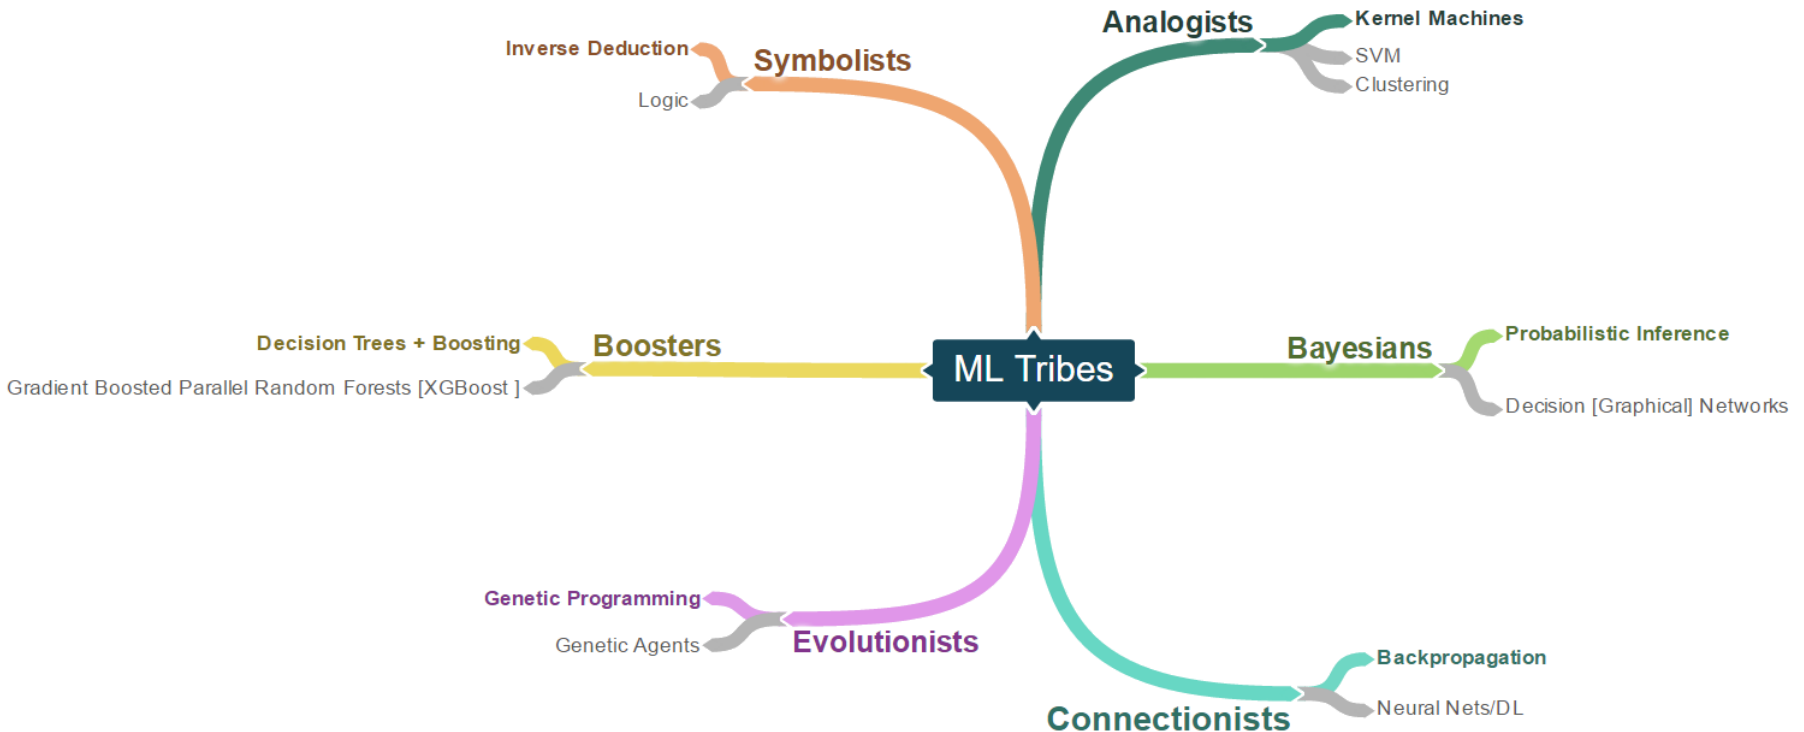 Analogists
Kernel Machines
SVM
Clustering
Symbolists
Inverse Deduction
Logic
Boosters
Decision Trees + Boosting
Gradient Boosted Parallel Random Forests [XGBoost ]
ML Tribes
Bayesians
Probabilistic Inference
Decision [Graphical] Networks
Genetic Programming
Genetic Agents
Evolutionists
Connectionists
Backpropagation
Neural Nets/DL